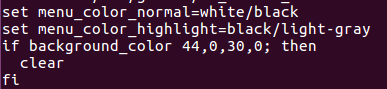 set menu_color_normal=white/black
set menu_color_highlight=black/light-gray
if background_color 44,0,30,0; then
  clear
fi